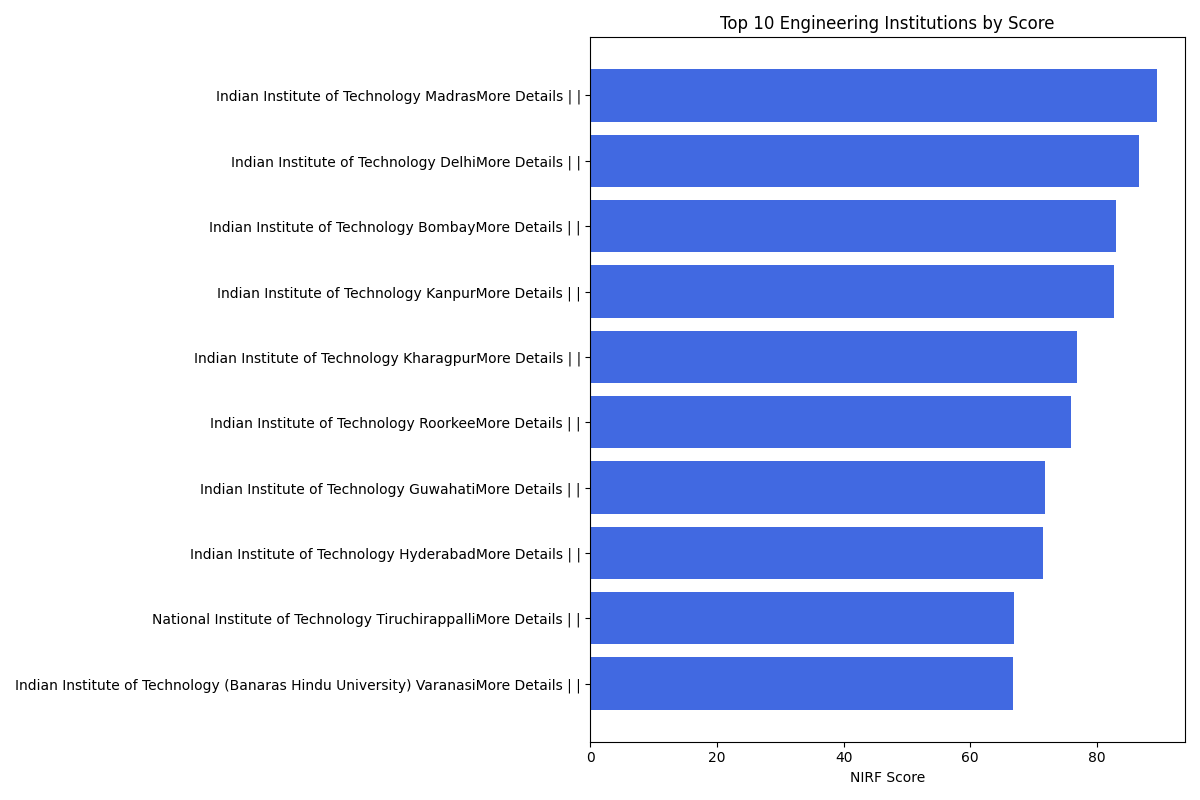 Top 10 Engineering Institutions by Score
Indian Institute of Technology MadrasMore Details | |
Indian Institute of Technology DelhiMore Details | |
Indian Institute of Technology BombayMore Details | |
Indian Institute of Technology KanpurMore Details | |
Indian Institute of Technology KharagpurMore Details | |
Indian Institute of Technology RoorkeeMore Details | |
Indian Institute of Technology GuwahatiMore Details | |
Indian Institute of Technology HyderabadMore Details | |
National Institute of Technology TiruchirappalliMore Details | |
Indian Institute of Technology (Banaras Hindu University) VaranasiMore Details | |
0 20 40 60 80
NIRF Score